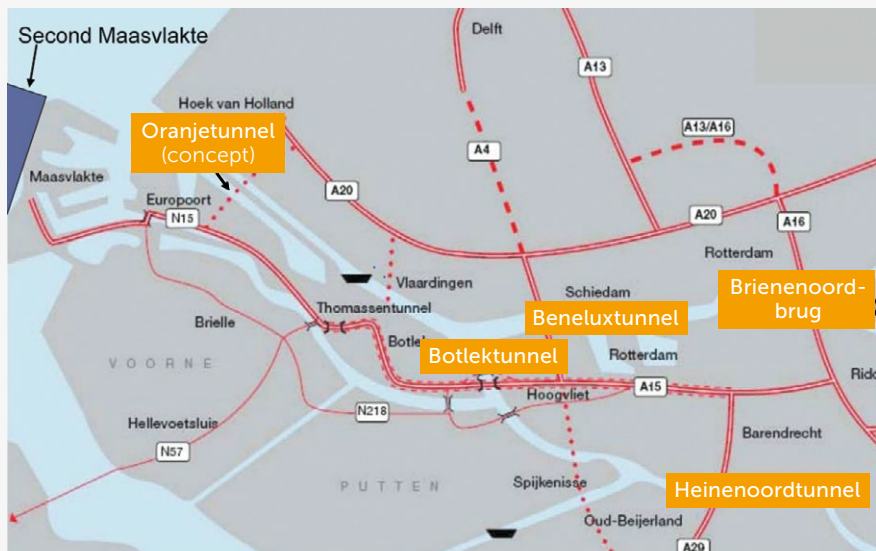 Second Maasvlakte
Delft
A13
Hoek van Holland
Oranjetunnel
(concept)
A13/A16
A4
Maasvlakte
Europoort
A20
N15
A20
A16
Rotterdam
Vlaardingen
Brienenoord-
brug
Schiedam
Thomassentunnel
Beneluxtunnel
Brielle
Botlektunnel
Rotterdam
VOORNE
A15
Hoogvliet
N218
Hellevoetsluis
Barendrecht
N57
Spijkenisse
PUTTEN
Heinenoordtunnel
Oud-Beijerland
A29